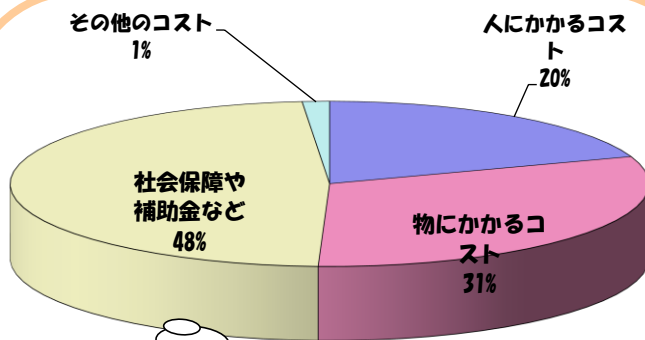 その他のコスト
1%
人にかかるコス
ト
20%
社会保障や
補助金など
48%
物にかかるコ
スト
31%